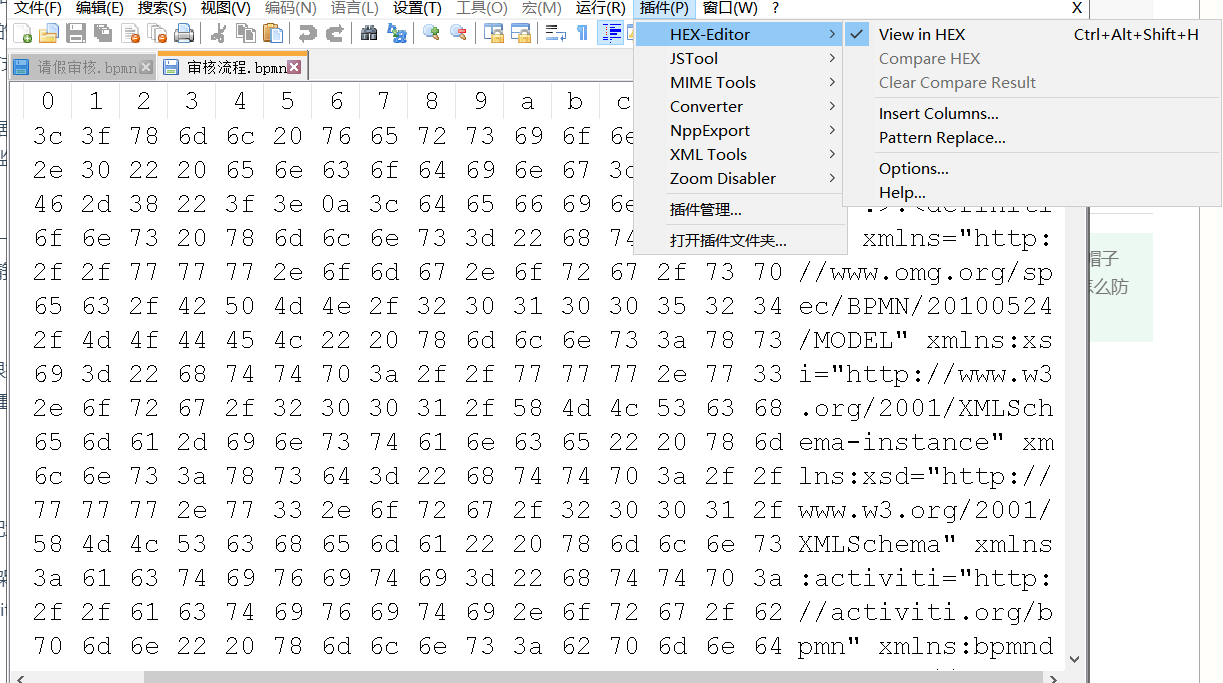 文件(F) 编辑(E) 搜索(S) 视图(V) 编码(N) 语言(L) 设置(T) 工具(O) 宏(M) 运行(R) 插件(P) 窗口(W) ? X
请假审核.bpmn 审核流程.bpmn
HEX-Editor
JSTool
MIME Tools
Converter
NppExport
XML Tools
Zoom Disabler
插件管理...
打开插件文件夹...
View in HEX Ctrl+Alt+Shift+H
Compare HEX
Clear Compare Result
Insert Columns...
Pattern Replace...
Options...
Help...
0 1 2 3 4 5 6 7 8 9 a b c
3c 3f 78 6d 6c 20 76 65 72 73 69 6f 6e
2e 30 22 20 65 6e 63 6f 64 69 6e 67 3d
46 2d 38 22 3f 3e 0a 3c 64 65 66 69 6e .>.<definiti
6f 6e 73 20 78 6d 6c 6e 73 3d 22 68 74 xmlns="http:
2f 2f 77 77 77 2e 6f 6d 67 2e 6f 72 67 2f 73 70 //www.omg.org/sp
65 63 2f 42 50 4d 4e 2f 32 30 31 30 30 35 32 34 ec/BPMN/20100524
2f 4d 4f 44 45 4c 22 20 78 6d 6c 6e 73 3a 78 73 /MODEL" xmlns:xs
69 3d 22 68 74 74 70 3a 2f 2f 77 77 77 2e 77 33 i="http://www.w3
2e 6f 72 67 2f 32 30 30 31 2f 58 4d 4c 53 63 68 .org/2001/XMLSch
65 6d 61 2d 69 6e 73 74 61 6e 63 65 22 20 78 6d ema-instance" xm
6c 6e 73 3a 78 73 64 3d 22 68 74 74 70 3a 2f 2f lns:xsd="http://
77 77 77 2e 77 33 2e 6f 72 67 2f 32 30 30 31 2f www.w3.org/2001/
58 4d 4c 53 63 68 65 6d 61 22 20 78 6d 6c 6e 73 XMLSchema" xmlns
3a 61 63 74 69 76 69 74 69 3d 22 68 74 74 70 3a :activiti="http:
2f 2f 61 63 74 69 76 69 74 69 2e 6f 72 67 2f 62 //activiti.org/b
70 6d 6e 22 20 78 6d 6c 6e 73 3a 62 70 6d 6e 64 pmn" xmlns:bpmnd
帽子
怎么防